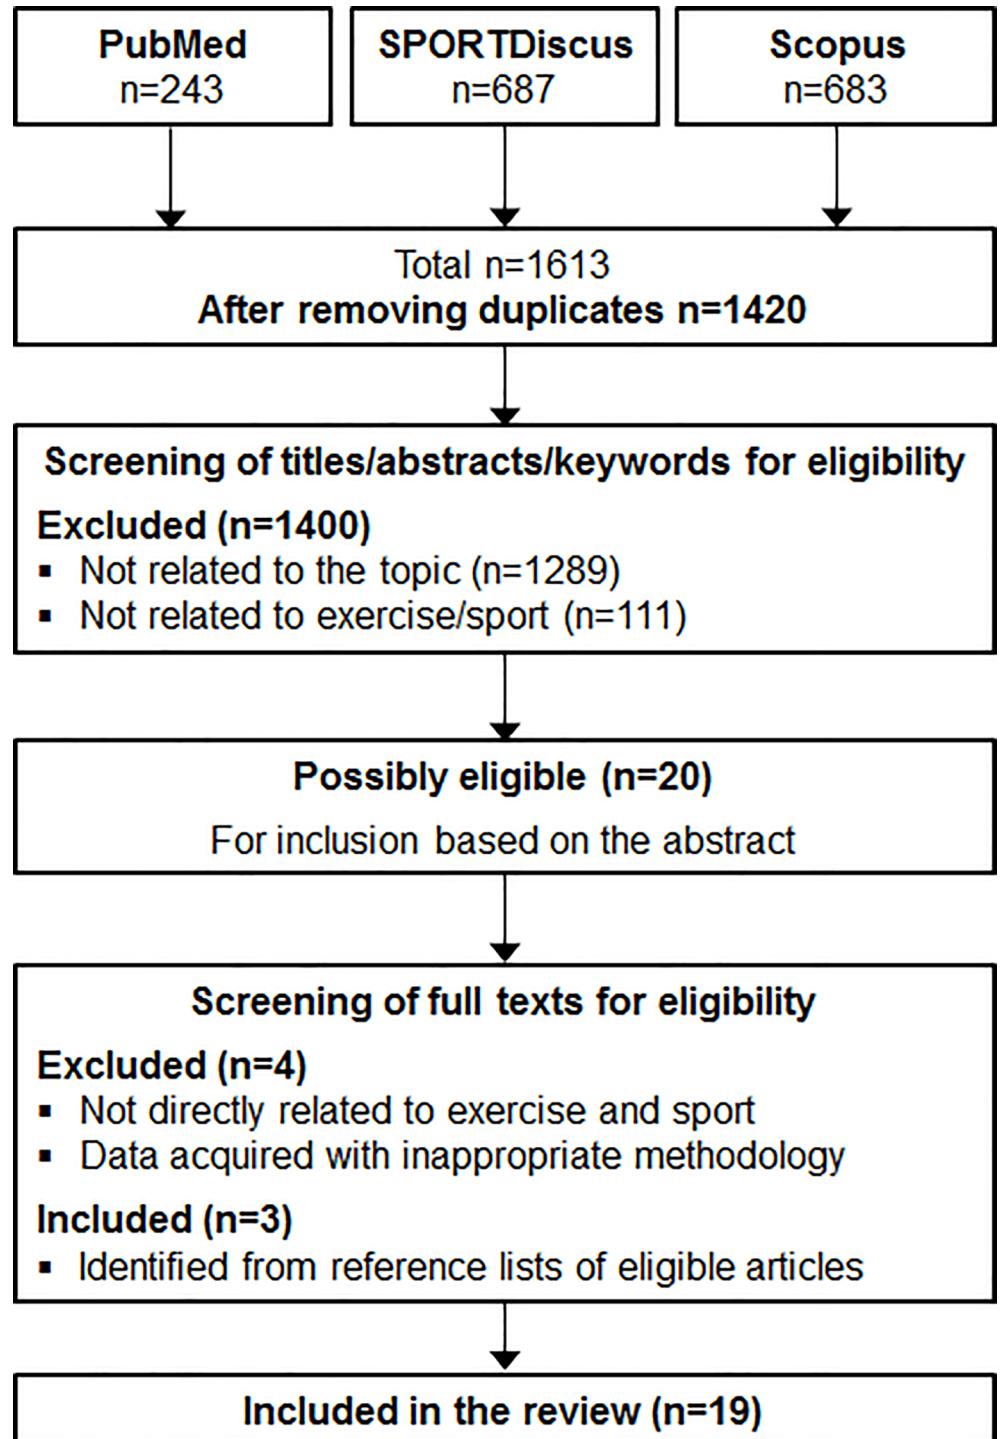 PubMed
n=243
SPORTDiscus
n=687
Scopus
n=683
Total n=1613
After removing duplicates n=1420
Screening of titles/abstracts/keywords for eligibility
Excluded (n=1400)
▪ Not related to the topic (n=1289)
▪ Not related to exercise/sport (n=111)
Possibly eligible (n=20)
For inclusion based on the abstract
Screening of full texts for eligibility
Excluded (n=4)
▪ Not directly related to exercise and sport
▪ Data acquired with inappropriate methodology
Included (n=3)
▪ Identified from reference lists of eligible articles
Included in the review (n=19)